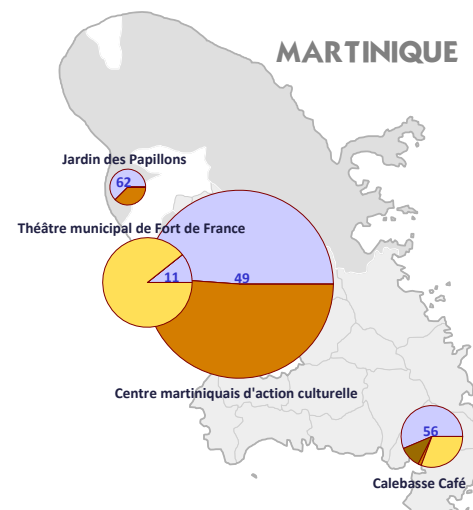 MARTINIQUE
Jardin des Papillons
62
Théâtre municipal de Fort de France
11
49
Centre martiniquais d'action culturelle
56
Calebasse Café